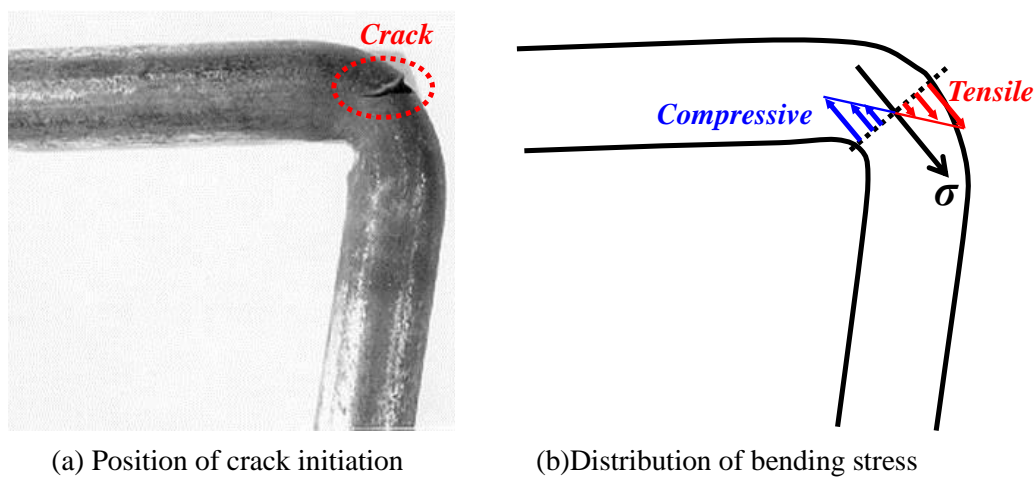 Crack
Compressive
Tensile
σ
(a) Position of crack initiation
(b)Distribution of bending stress